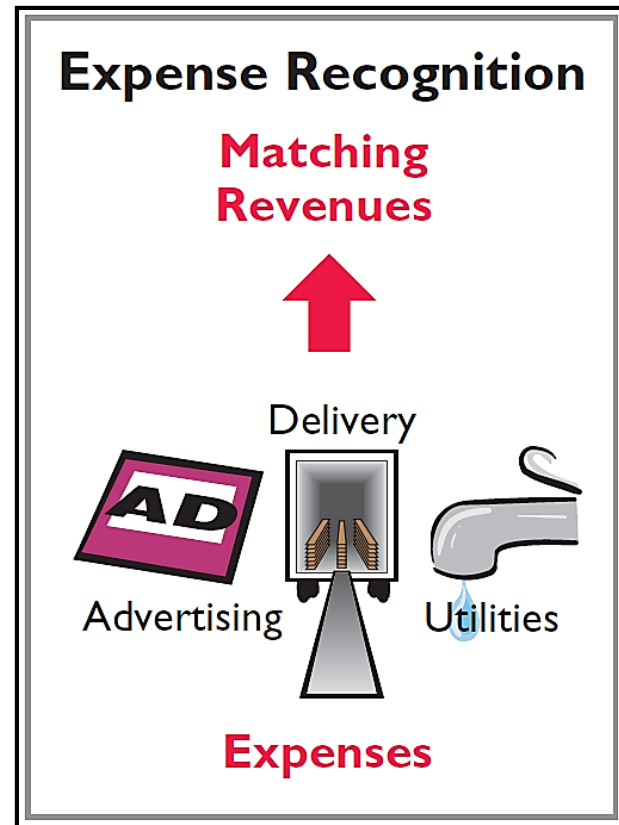 Expense Recognition
Matching
Revenues
Delivery
AD
Advertising
Utilities
Expenses